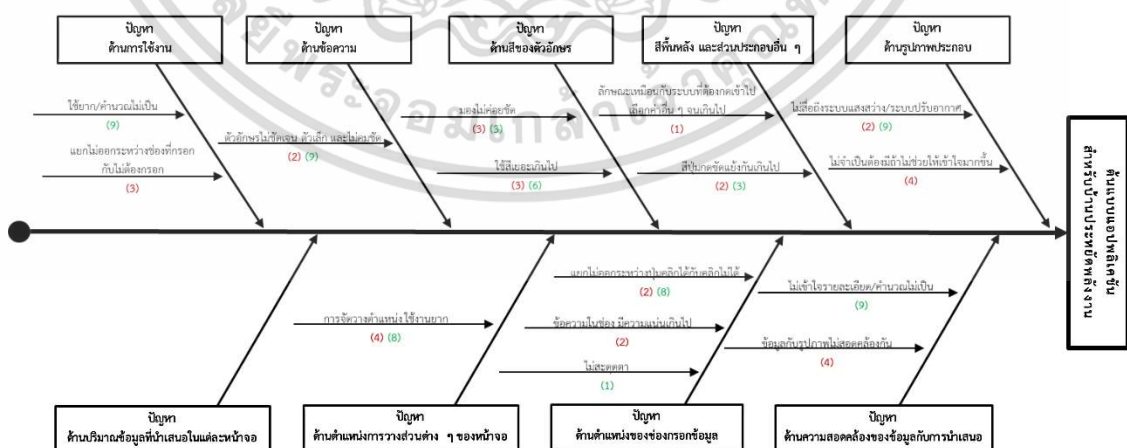 ปัญหา
ด้านการใช้งาน
ปัญหา
ด้านข้อความ
ปัญหา
ด้านสีของตัวอักษร
ปัญหา
สีพื้นหลัง และส่วนประกอบอื่น ๆ
ปัญหา
ด้านรูปภาพประกอบ
ใช้ยาก/คำนวณไม่เป็น
(9)
แยกไม่ออกระหว่างช่องที่กรอก
กับไม่ต้องกรอก
(3)
ตัวอักษรไม่ชัดเจน ตัวเล็ก และไม่คมชัด
(2) (9)
มองไม่ค่อยชัด
(3) (5)
ใช้สีเยอะเกินไป
(3) (6)
ลักษณะเหมือนกับระบบที่ต้องกดเข้าไป
เลือกคำอื่น ๆ จนเกินไป
(1)
สีปุ่มกดขัดแย้งกันเกินไป
(2) (3)
ไม่สื่อถึงระบบแสงสว่าง/ระบบปรับอากาศ
(2) (9)
ไม่จำเป็นต้องมีถ้าไม่ช่วยให้เข้าใจมากขึ้น
(4)
ต้นแบบแอปพลิเคชัน
สำหรับบ้านประหยัดพลังงาน
การจัดวางตำแหน่ง ใช้งานยาก
(4) (8)
แยกไม่ออกระหว่างปุ่มคลิกได้กับคลิกไม่ได้
(2) (8)
ข้อความในช่อง มีความแน่นเกินไป
(2)
ไม่สะดุดตา
(1)
ไม่เข้าใจรายละเอียด/คำนวณไม่เป็น
(9)
ข้อมูลกับรูปภาพไม่สอดคล้องกัน
(4)
ปัญหา
ด้านปริมาณข้อมูลที่นำเสนอในแต่ละหน้าจอ
ปัญหา
ด้านตำแหน่งการวางส่วนต่าง ๆ ของหน้าจอ
ปัญหา
ด้านตำแหน่งของช่องกรอกข้อมูล
ปัญหา
ด้านความสอดคล้องของข้อมูลกับการนำเสนอ